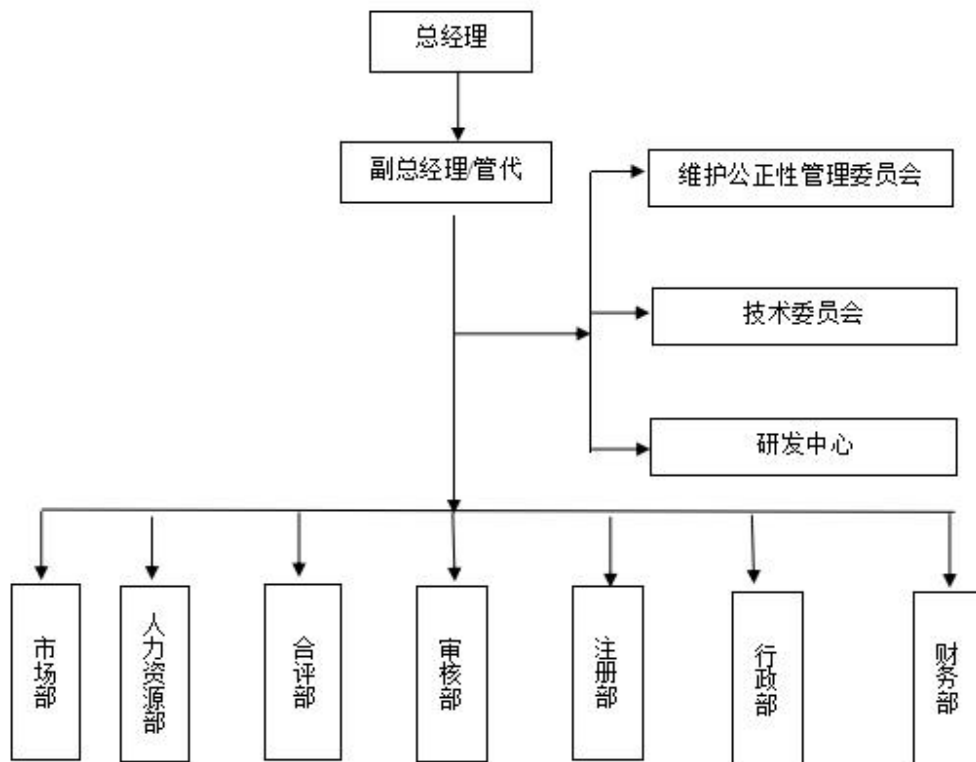 总经理
副总经理/管代
维护公正性管理委员会
技术委员会
研发中心
市场部
人力资源部
合评部
审核部
注册部
行政部
财务部